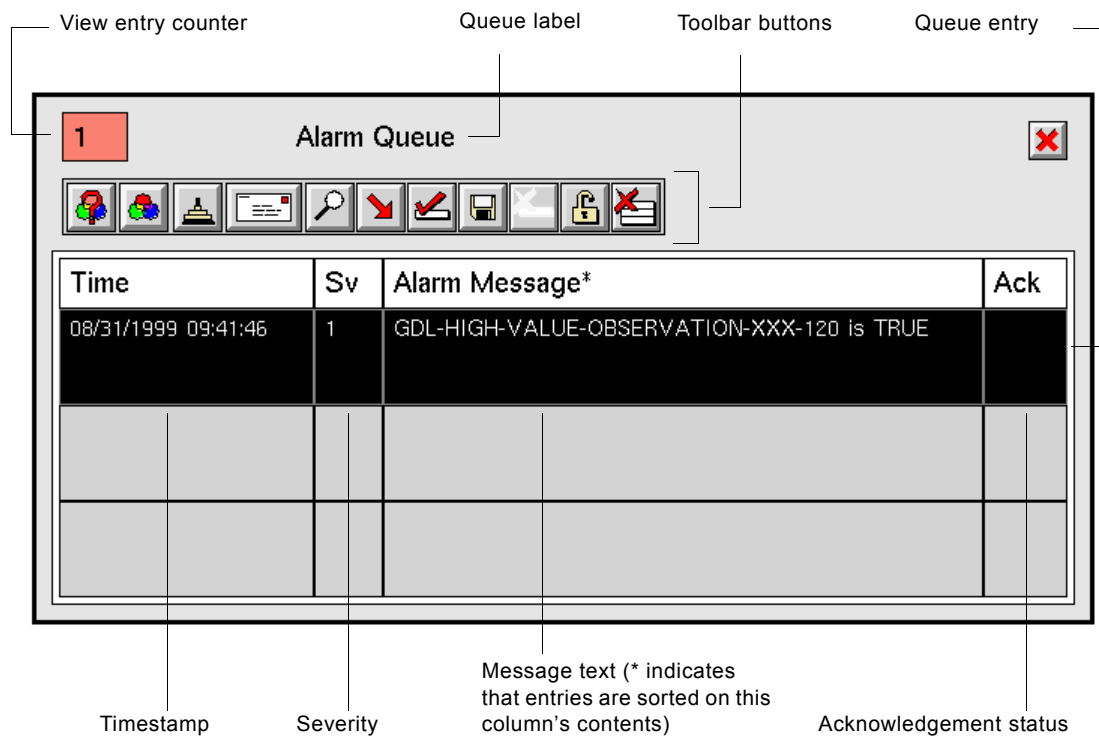 View entry counter
Queue label
Toolbar buttons
Queue entry
1
Alarm Queue
Time
Sv
Alarm Message*
Ack
08/31/1999 09:41:46
1
GDL-HIGH-VALUE-OBSERVATION-XXX-120 is TRUE
Message text (* indicates
that entries are sorted on this
column's contents)
Timestamp
Severity
Acknowledgement status